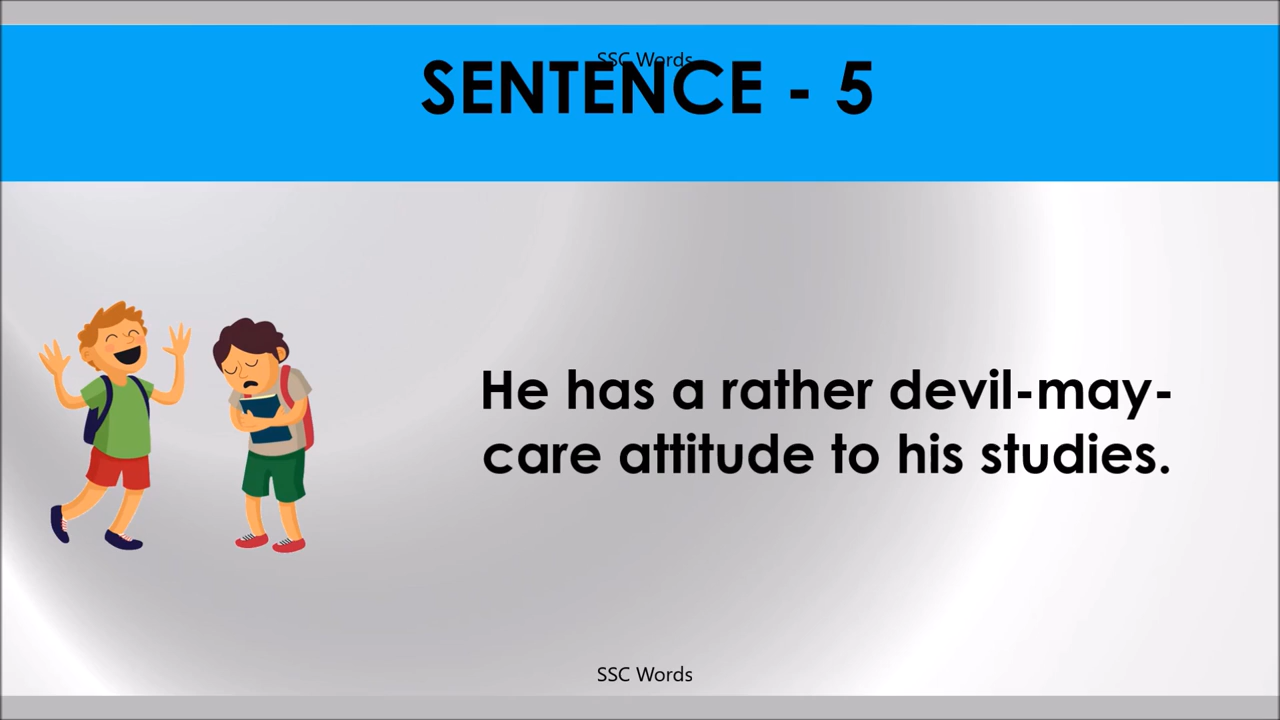 SSC Words
SENTENCE - 5
He has a rather devil-may-
care attitude to his studies.
SSC Words